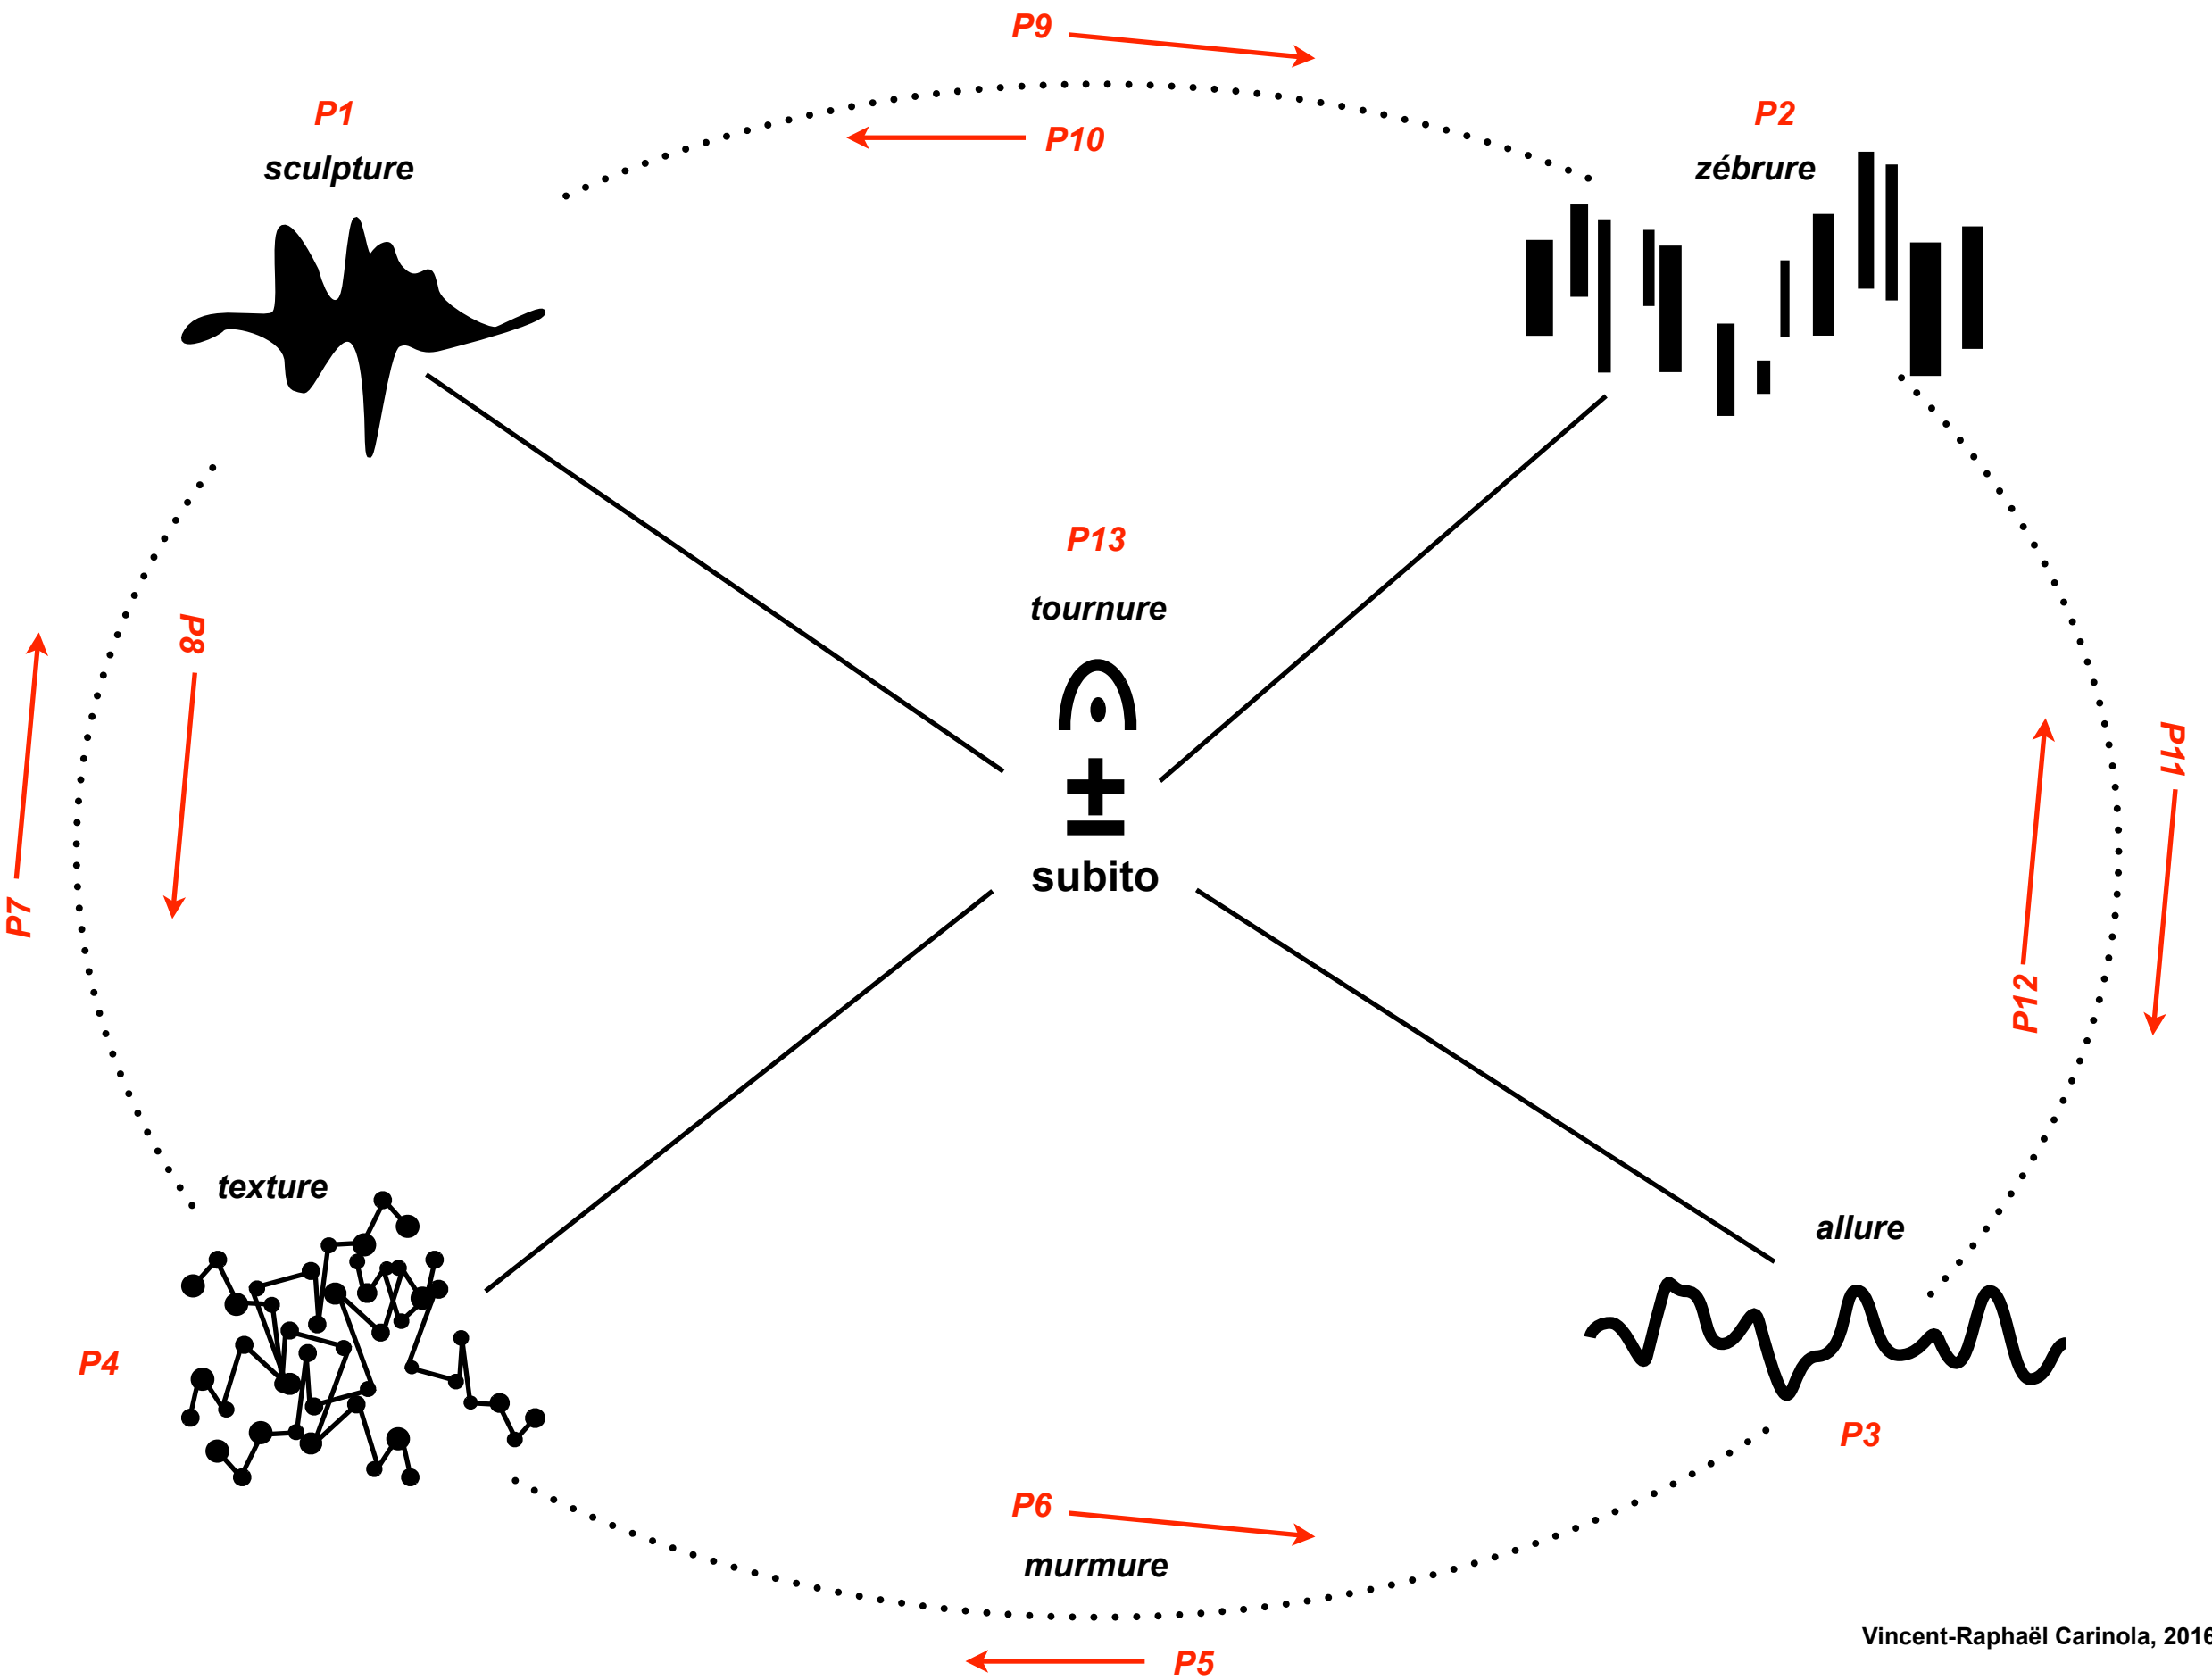 P9
P1
P2
P10
sculpture
zébrure
P13
tournure
P8
±
subito
P11
P7
P12
texture
allure
P4
P3
P6
murmure
Vincent-Raphaël Carinola, 2016
P5